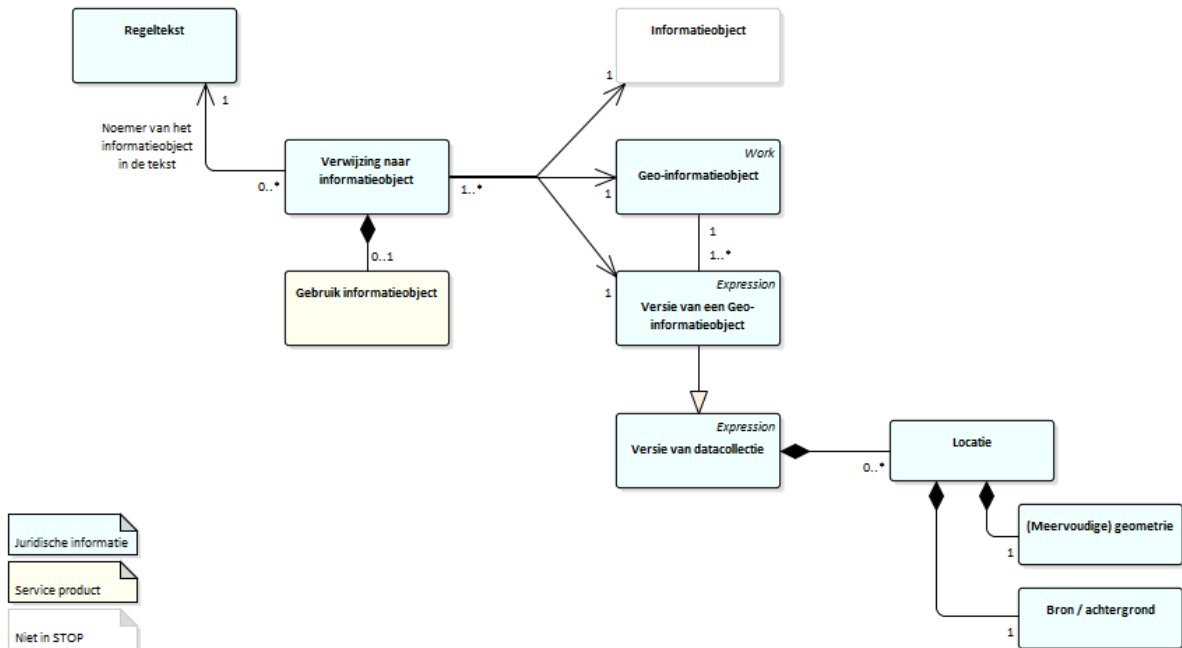 Regeltekst
Informatieobject
1
1
Noemer van het
informatieobject
in de tekst
Verwijzing naar
informatieobject
0..*
1..*
Work
Geo-informatieobject
1
1
1..*
0..1
Gebruik informatieobject
Expression
Versie van een Geo-
informatieobject
1
Expression
Versie van datacollectie
0..*
Locatie
(Meervoudige) geometrie
1
Bron / achtergrond
1
Juridische informatie
Service product
Niet in STOP